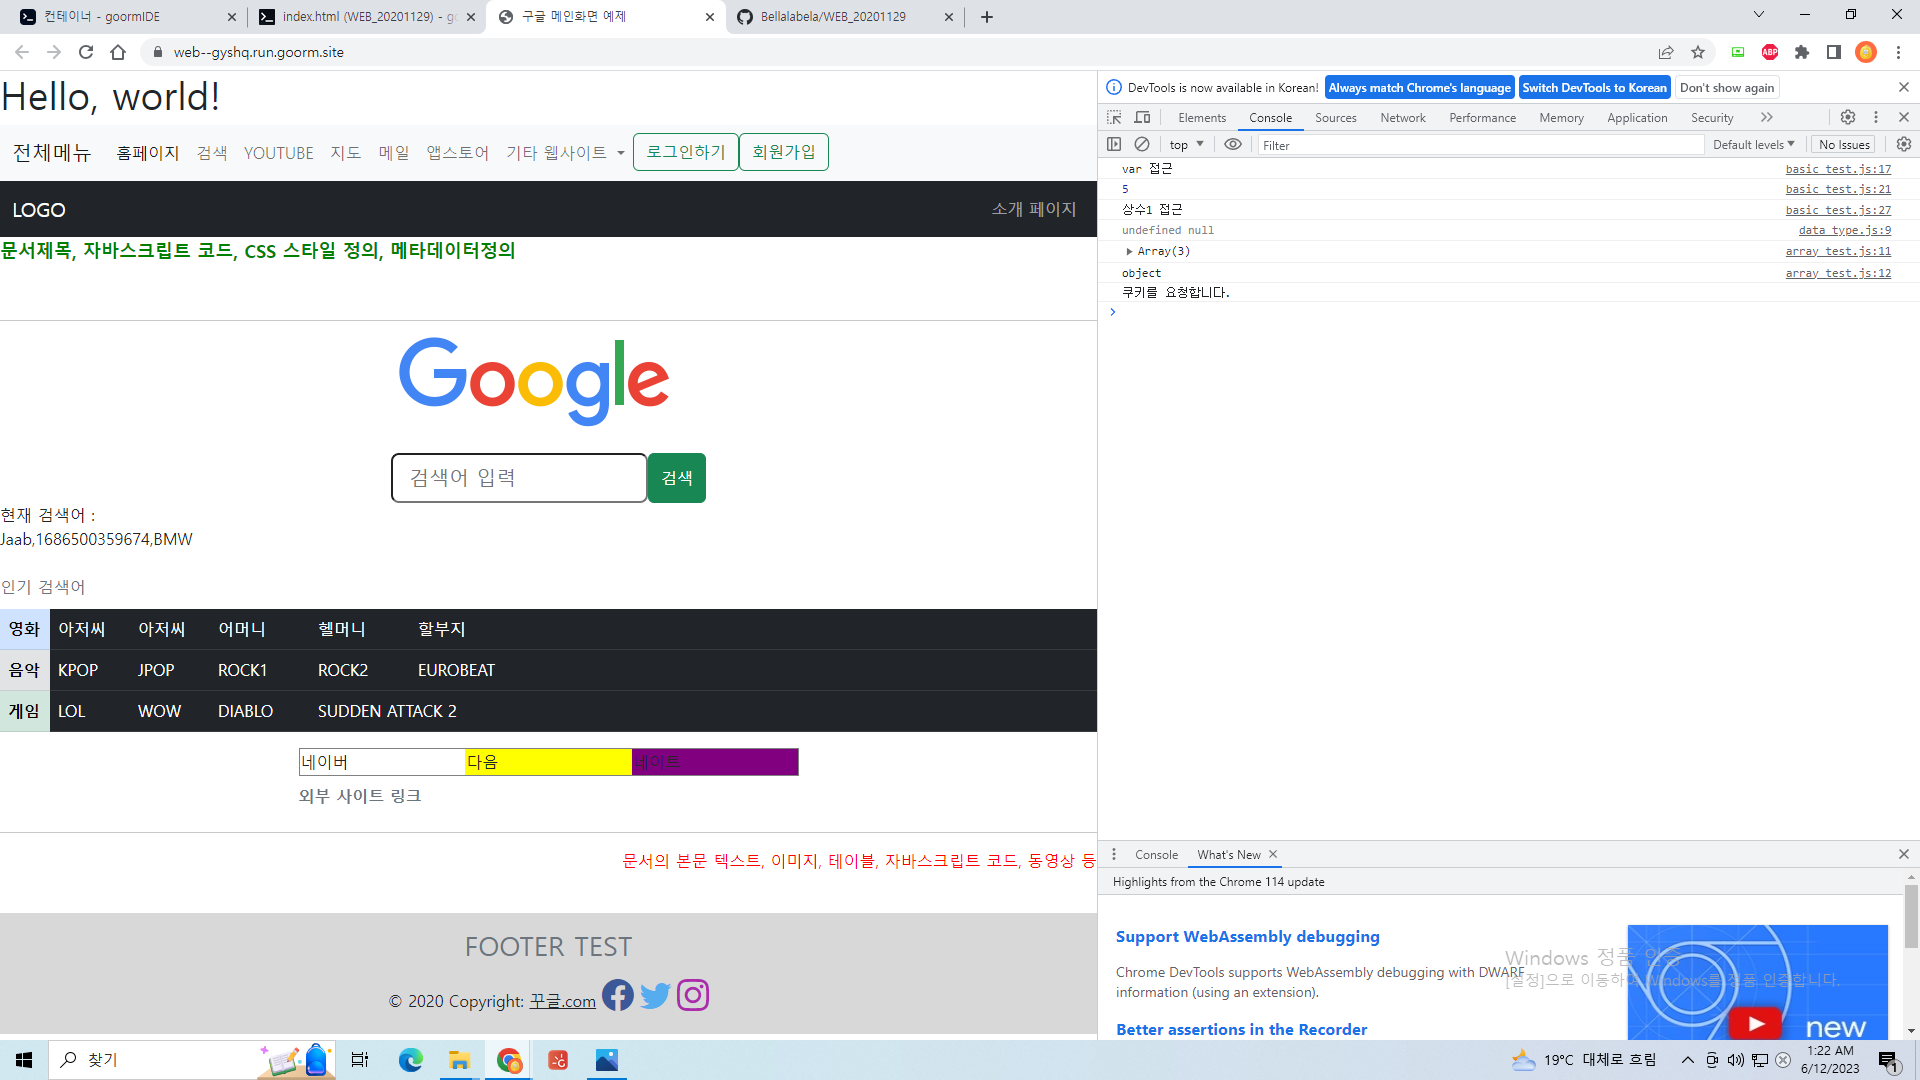 컨테이너 - goormIDE
index.html (WEB_20201129) - go
구글 메인화면 예제
Bellalabela/WEB_20201129
web--gyshq.run.goorm.site
ABP
Hello, world!
전체메뉴 홈페이지 검색 YOUTUBE 지도 메일 앱스토어 기타 웹사이트 로그인하기 회원가입
LOGO 소개 페이지
문서제목, 자바스크립트 코드, CSS 스타일 정의, 메타데이터정의
Google
검색어 입력 검색
현재 검색어 :
Jaab,1686500359674,BMW
인기 검색어
영화 아저씨 아저씨 어머니 헬머니 할부지
음악 KPOP JPOP ROCK1 ROCK2 EUROBEAT
게임 LOL WOW DIABLO SUDDEN ATTACK 2
네이버 다음 네이트
외부 사이트 링크
문서의 본문 텍스트, 이미지, 테이블, 자바스크립트 코드, 동영상 등
FOOTER TEST
© 2020 Copyright: 꾸글.com
DevTools is now available in Korean! Always match Chrome's language Switch DevTools to Korean Don't show again
Elements Console Sources Network Performance Memory Application Security
top Filter Default levels No Issues
var 접근 basic_test.js:17
5 basic_test.js:21
상수1 접근 basic_test.js:27
undefined null data_type.js:9
Array(3) array_test.js:11
object array_test.js:12
쿠키를 요청합니다.
Console What's New
Highlights from the Chrome 114 update
Support WebAssembly debugging
Chrome DevTools supports WebAssembly debugging with DWARF
information (using an extension).
Better assertions in the Recorder
new
Windows 정품 인증
[설정]으로 이동하여 Windows를 정품 인증합니다.
찾기
19°C 대체로 흐림
1:22 AM
6/12/2023
1